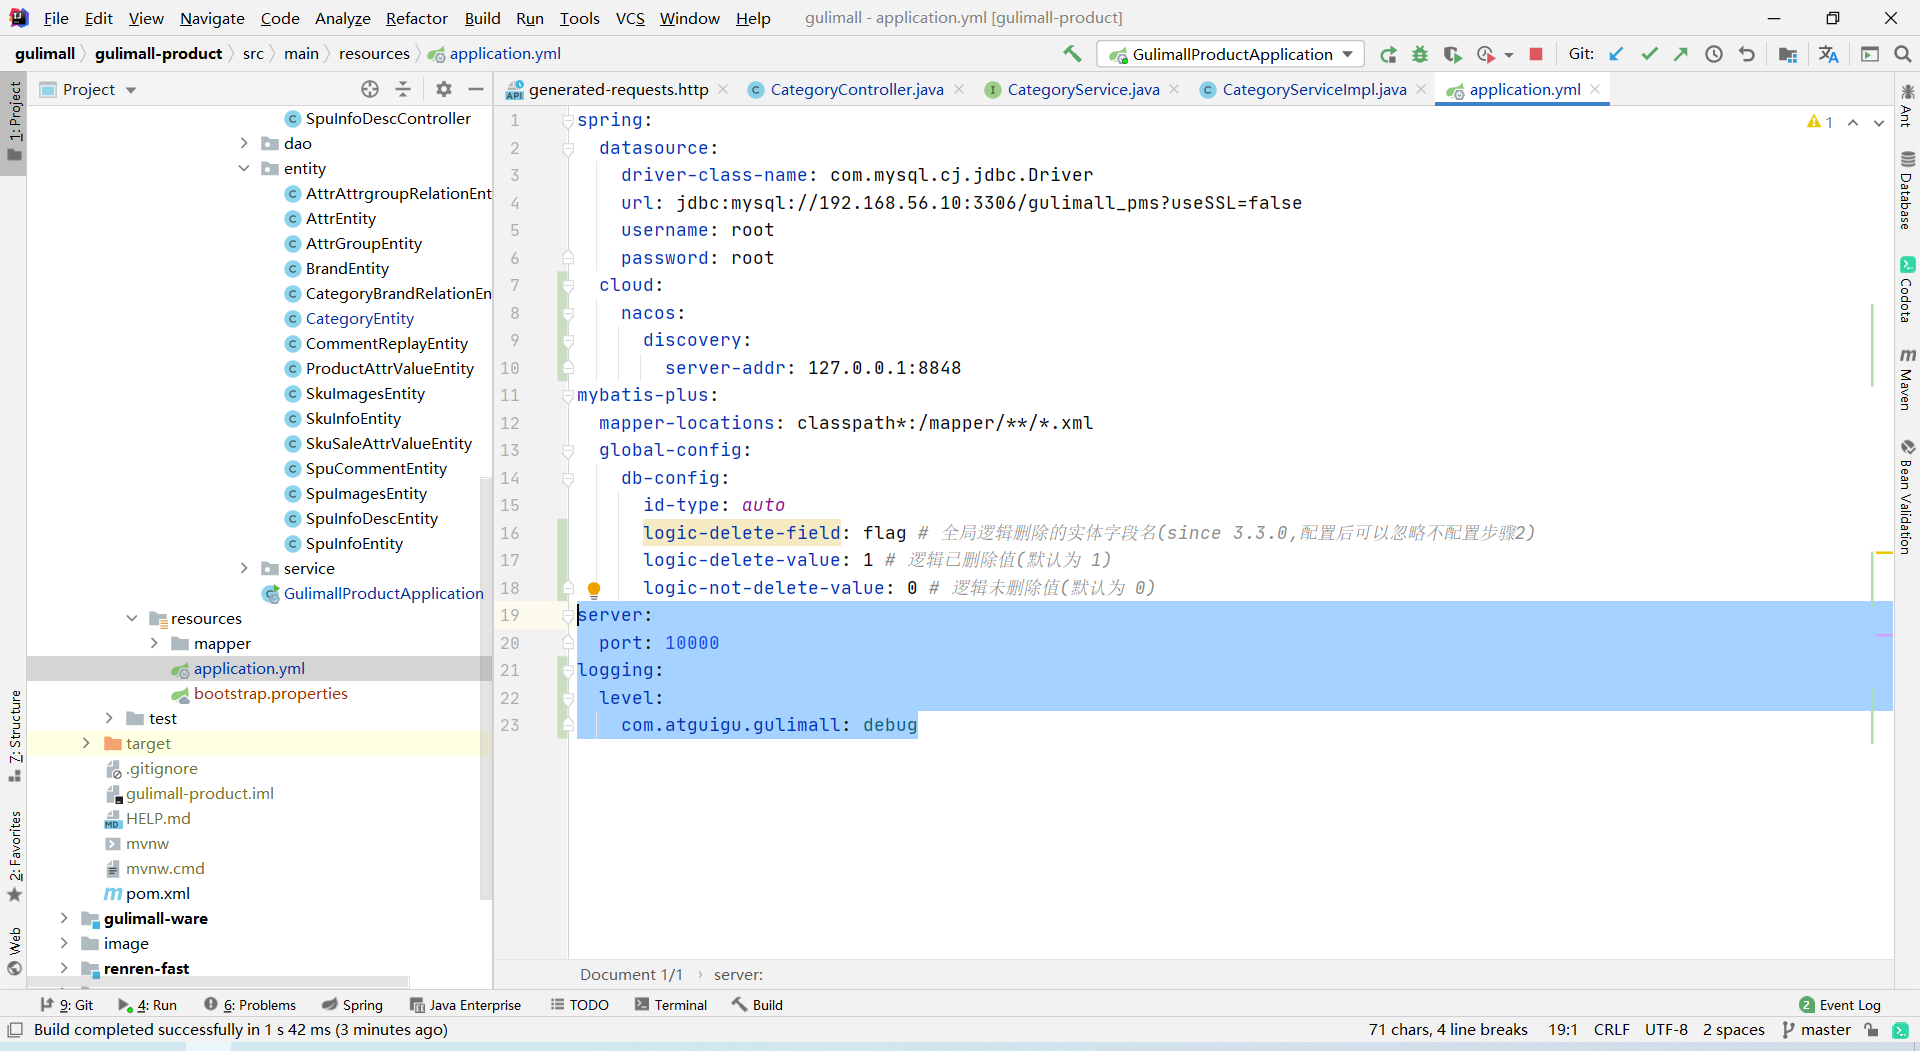 File Edit View Navigate Code Analyze Refactor Build Run Tools VCS Window Help gulimall - application.yml [gulimall-product]
gulimall gulimall-product src main resources application.yml GulimallProductApplication Git:
Project
generated-requests.http CategoryController.java CategoryService.java CategoryServiceImpl.java application.yml
1: Project
7: Structure
2: Favorites
Web
SpuInfoDescController
dao
entity
AttrAttrgroupRelationEnt
AttrEntity
AttrGroupEntity
BrandEntity
CategoryBrandRelationEn
CategoryEntity
CommentReplayEntity
ProductAttrValueEntity
SkuImagesEntity
SkuInfoEntity
SkuSaleAttrValueEntity
SpuCommentEntity
SpuImagesEntity
SpuInfoDescEntity
SpuInfoEntity
service
GulimallProductApplication
resources
mapper
application.yml
bootstrap.properties
test
target
.gitignore
gulimall-product.iml
HELP.md
mvnw
mvnw.cmd
pom.xml
gulimall-ware
image
renren-fast
1 spring:
2 datasource:
3 driver-class-name: com.mysql.cj.jdbc.Driver
4 url: jdbc:mysql://192.168.56.10:3306/gulimall_pms?useSSL=false
5 username: root
6 password: root
7 cloud:
8 nacos:
9 discovery:
10 server-addr: 127.0.0.1:8848
11 mybatis-plus:
12 mapper-locations: classpath*:/mapper/**/*.xml
13 global-config:
14 db-config:
15 id-type: auto
16 logic-delete-field: flag # 全局逻辑删除的实体字段名(since 3.3.0,配置后可以忽略不配置步骤2)
17 logic-delete-value: 1 # 逻辑已删除值(默认为 1)
18 logic-not-delete-value: 0 # 逻辑未删除值(默认为 0)
19 server:
20 port: 10000
21 logging:
22 level:
23 com.atguigu.gulimall: debug
1
Ant
Database
Codota
Maven
Bean Validation
Document 1/1 server:
9: Git 4: Run 6: Problems Spring Java Enterprise TODO Terminal Build 2 Event Log
Build completed successfully in 1 s 42 ms (3 minutes ago) 71 chars, 4 line breaks 19:1 CRLF UTF-8 2 spaces master